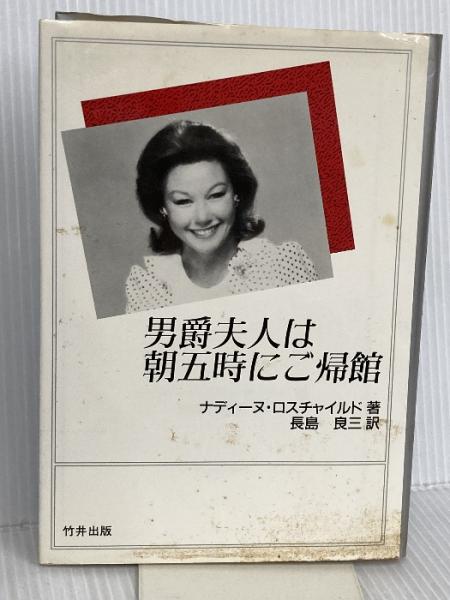 男爵夫人は
朝五時にご帰館
ナディーヌ・ロスチャイルド 著
長島 良三 訳
竹井出版